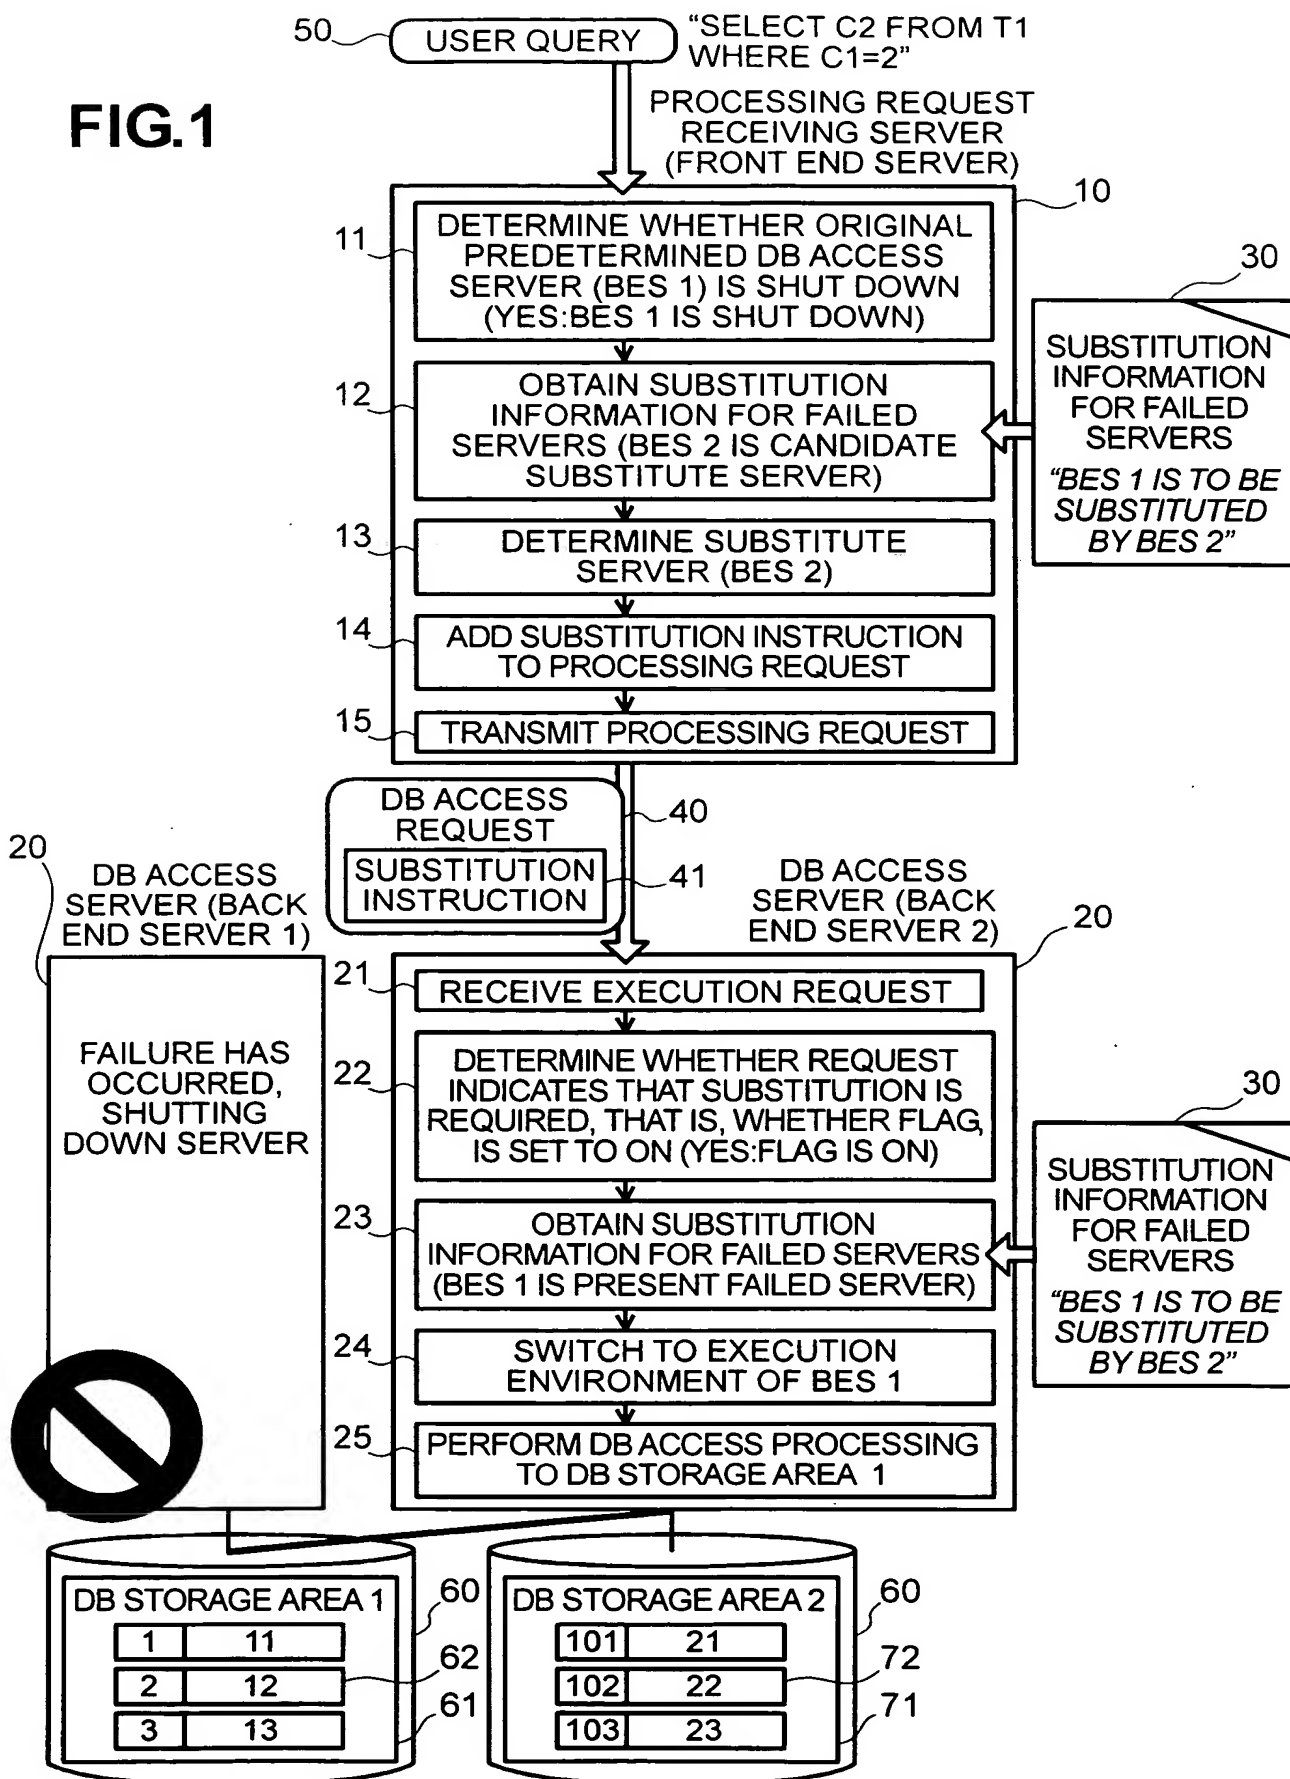 50
USER QUERY
“SELECT C2 FROM T1
WHERE C1=2”
FIG.1
PROCESSING REQUEST
RECEIVING SERVER
(FRONT END SERVER)
10
11
DETERMINE WHETHER ORIGINAL
PREDETERMINED DB ACCESS
SERVER (BES 1) IS SHUT DOWN
(YES:BES 1 IS SHUT DOWN)
30
SUBSTITUTION
INFORMATION
FOR FAILED
SERVERS
“BES 1 IS TO BE
SUBSTITUTED
BY BES 2”
12
OBTAIN SUBSTITUTION
INFORMATION FOR FAILED
SERVERS (BES 2 IS CANDIDATE
SUBSTITUTE SERVER)
13
DETERMINE SUBSTITUTE
SERVER (BES 2)
14
ADD SUBSTITUTION INSTRUCTION
TO PROCESSING REQUEST
15
TRANSMIT PROCESSING REQUEST
DB ACCESS
REQUEST
40
SUBSTITUTION
INSTRUCTION
41
20
DB ACCESS
SERVER (BACK
END SERVER 1)
FAILURE HAS
OCCURRED,
SHUTTING
DOWN SERVER
DB ACCESS
SERVER (BACK
END SERVER 2)
20
21
RECEIVE EXECUTION REQUEST
22
DETERMINE WHETHER REQUEST
INDICATES THAT SUBSTITUTION IS
REQUIRED, THAT IS, WHETHER FLAG,
IS SET TO ON (YES:FLAG IS ON)
30
SUBSTITUTION
INFORMATION
FOR FAILED
SERVERS
“BES 1 IS TO BE
SUBSTITUTED
BY BES 2”
23
OBTAIN SUBSTITUTION
INFORMATION FOR FAILED SERVERS
(BES 1 IS PRESENT FAILED SERVER)
24
SWITCH TO EXECUTION
ENVIRONMENT OF BES 1
25
PERFORM DB ACCESS PROCESSING
TO DB STORAGE AREA 1
DB STORAGE AREA 1
60
1 11
2 12
62
3 13
61
DB STORAGE AREA 2
60
101 21
102 22
72
103 23
71